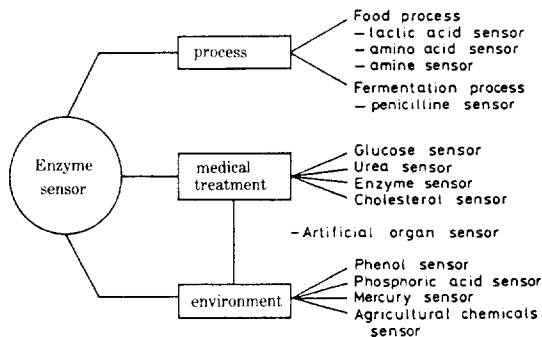 Food process
– lactic acid sensor
process
– amino acid sensor
– amine sensor
Fermentation process
– penicilline sensor
Enzyme
sensor
medical
treatment
Glucose sensor
Urea sensor
Enzyme sensor
Cholesterol sensor
– Artificial organ sensor
environment
Phenol sensor
Phosphoric acid sensor
Mercury sensor
Agricultural chemicals
sensor